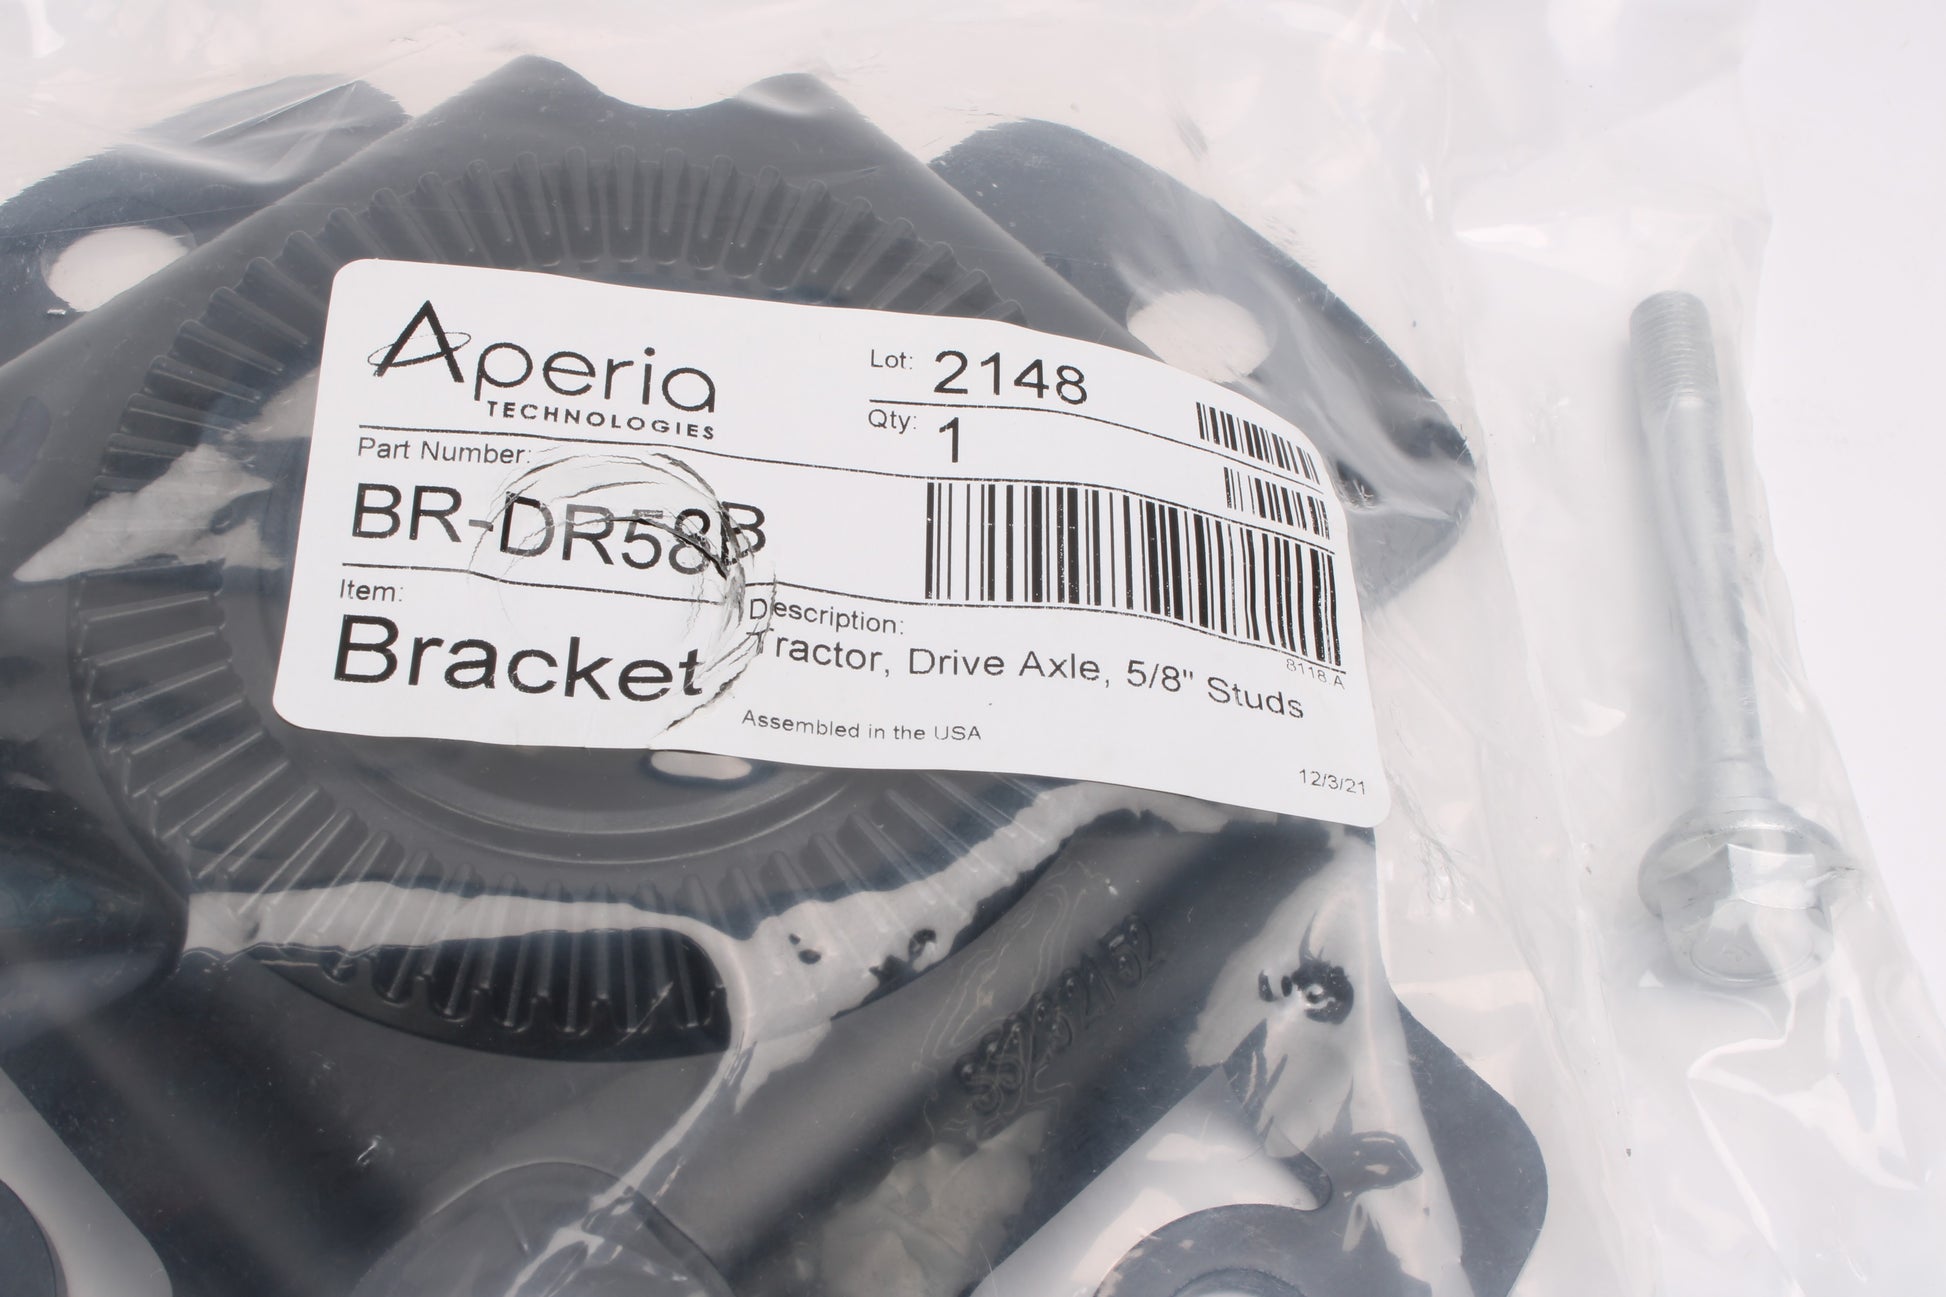 Aperia
TECHNOLOGIES
Lot: 2148
Qty: 1
Part Number:
BR-DR58B
Item:
Bracket
Description:
Tractor, Drive Axle, 5/8" Studs
8118 A
Assembled in the USA
12/3/21